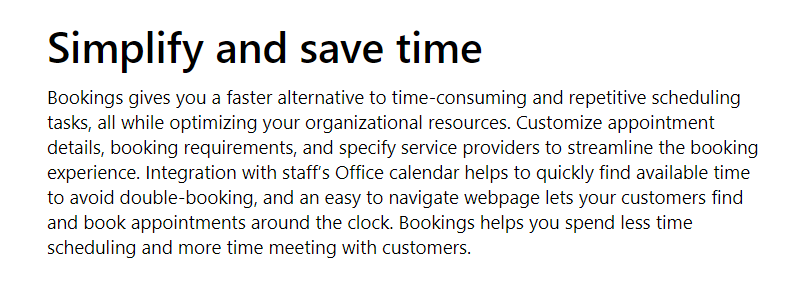 Simplify and save time
Bookings gives you a faster alternative to time-consuming and repetitive scheduling
tasks, all while optimizing your organizational resources. Customize appointment
details, booking requirements, and specify service providers to streamline the booking
experience. Integration with staff's Office calendar helps to quickly find available time
to avoid double-booking, and an easy to navigate webpage lets your customers find
and book appointments around the clock. Bookings helps you spend less time
scheduling and more time meeting with customers.